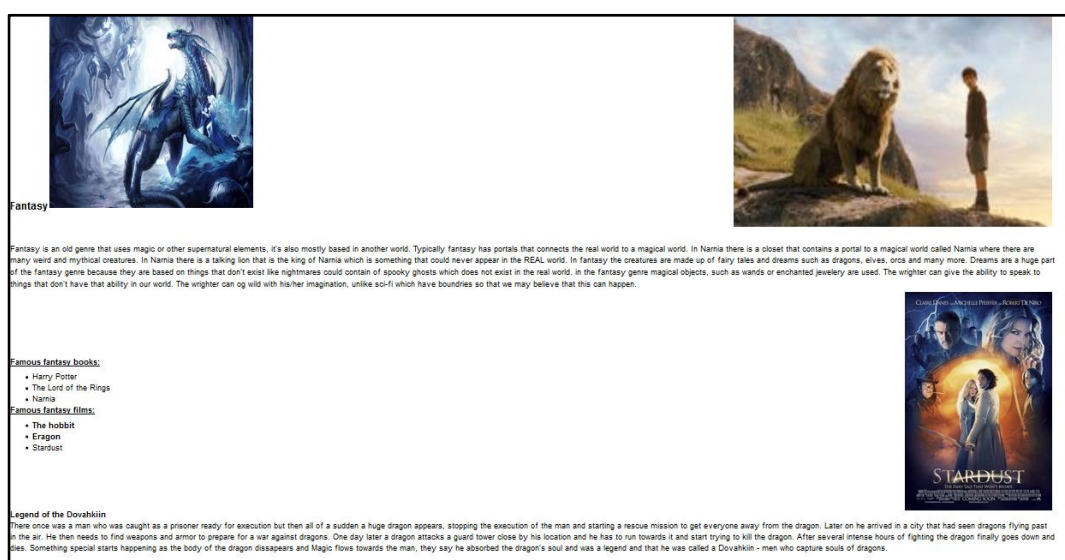 Fantasy
Fantasy is an old genre that uses magic or other supernatural elements, it's also mostly based in another world. Typically fantasy has portals that connects the real world to a magical world. In Narnia there is a closet that contains a portal to a magical world called Narnia where there are
many weird and mythical creatures. In Narnia there is a talking lion that is the king of Narnia which is something that could never appear in the REAL world. In fantasy the creatures are made up of fairy tales and dreams such as dragons, elves, orcs and many more. Dreams are a huge part
of the fantasy genre because they are based on things that don't exist like nightmares could contain of spooky ghosts which does not exist in the real world. in the fantasy genre magical objects, such as wands or enchanted jewelery are used. The wrighter can give the ability to speak to
things that don't have that ability in our world. The wrighter can og wild with his/her imagination, unlike sci-fi which have boundries so that we may believe that this can happen.
CLAIRE DANES MICHELLE PFEIFFER ROBERT DE NIRO
STARDUST
THE FAIRY TALE THAT WON'T BEHAVE
COMING SOON
Famous fantasy books:
• Harry Potter
• The Lord of the Rings
• Narnia
Famous fantasy films:
• The hobbit
• Eragon
• Stardust
Legend of the Dovahkiin
There once was a man who was caught as a prisoner ready for execution but then all of a sudden a huge dragon appears, stopping the execution of the man and starting a rescue mission to get everyone away from the dragon. Later on he arrived in a city that had seen dragons flying past
in the air. He then needs to find weapons and armor to prepare for a war against dragons. One day later a dragon attacks a guard tower close by his location and he has to run towards it and start trying to kill the dragon. After several intense hours of fighting the dragon finally goes down and
dies. Something special starts happening as the body of the dragon dissapears and Magic flows towards the man, they say he absorbed the dragon's soul and was a legend and that he was called a Dovahkiin - men who capture souls of dragons.